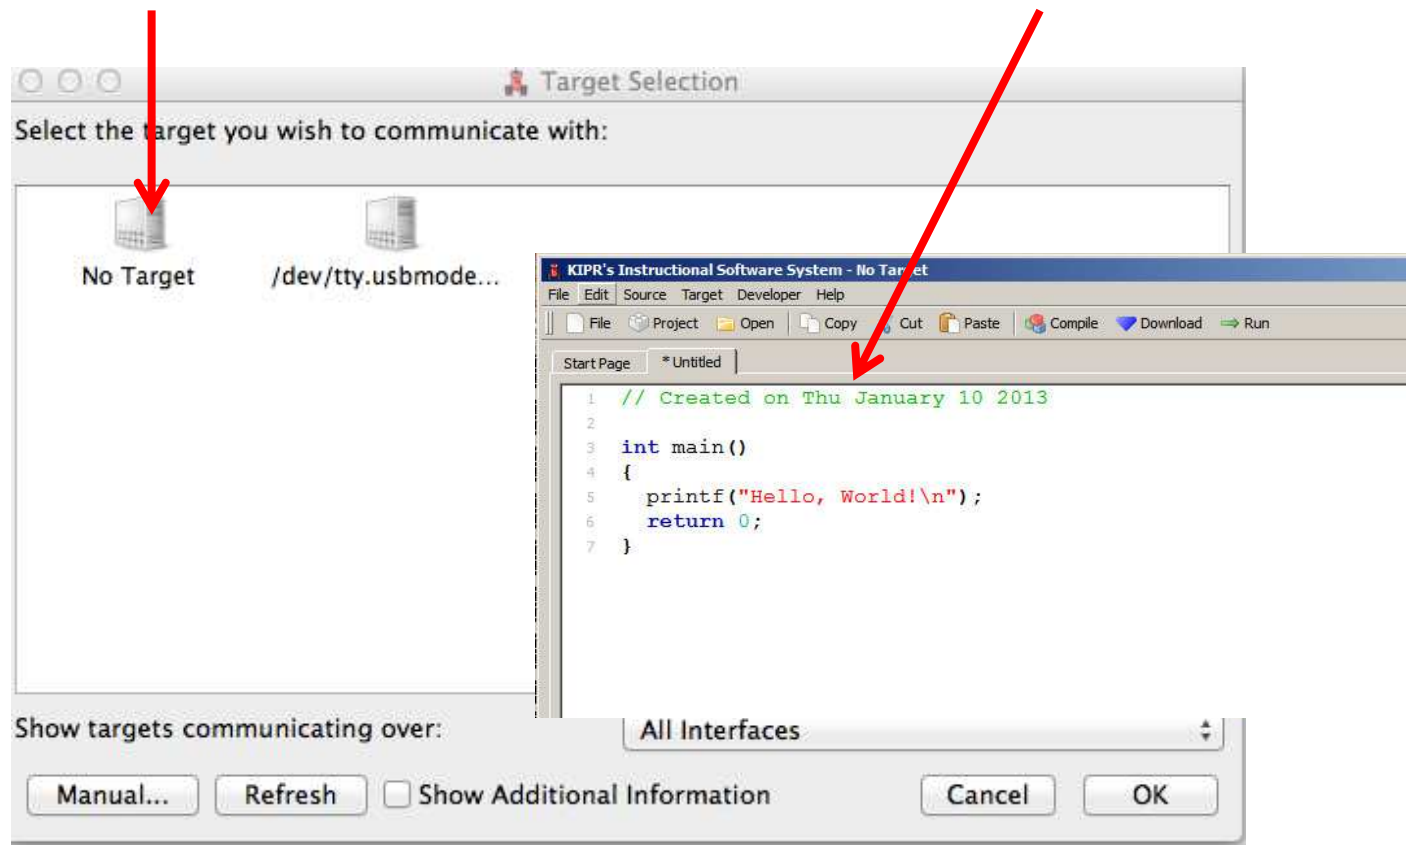 Target Selection
Select the target you wish to communicate with:
No Target
/dev/tty.usbmode...
KIPR's Instructional Software System - No Target
File Edit Source Target Developer Help
File Project Open Copy Cut Paste Compile Download Run
Start Page * Untitled
1 // Created on Thu January 10 2013
2
3 int main()
4 {
5 printf("Hello, World!\n");
6 return 0;
7 }
Show targets communicating over: All Interfaces
Manual... Refresh Show Additional Information Cancel OK